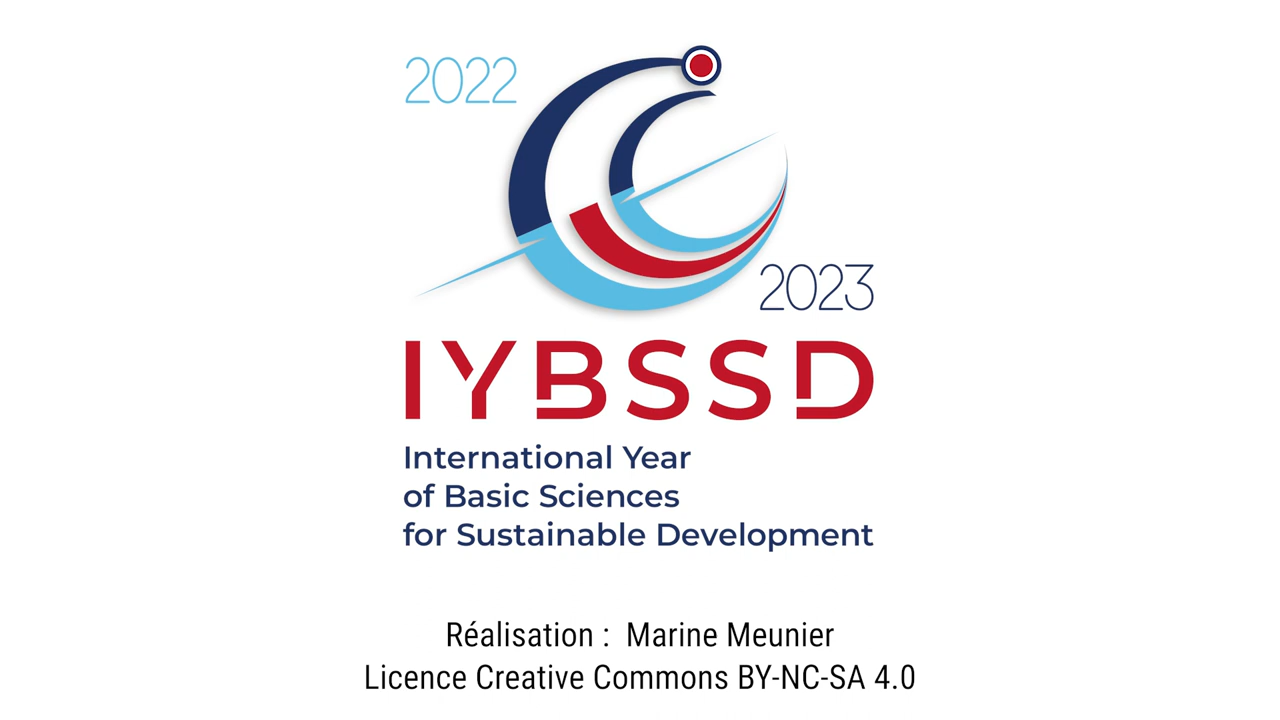 2022
2023
IYBSSD
International Year
of Basic Sciences
for Sustainable Development
Réalisation : Marine Meunier
Licence Creative Commons BY-NC-SA 4.0